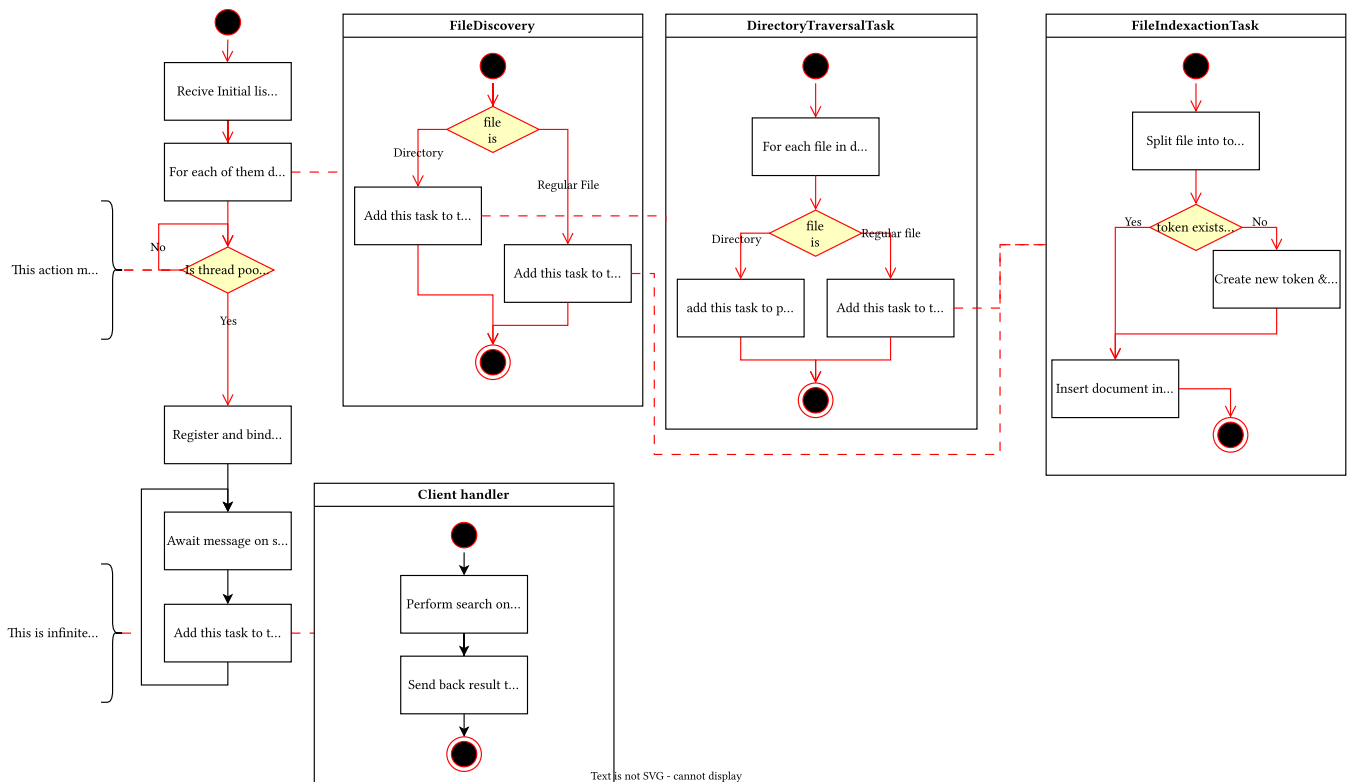 Recive Initial lis...
For each of them d...
No
Is thread poo...
This action m...
Yes
Register and bind...
Await message on s...
This is infinite...
Add this task to t...
FileDiscovery
file
is
Directory
Regular File
Add this task to t...
Add this task to t...
DirectoryTraversalTask
For each file in d...
file
is
Directory
Regular file
add this task to p...
Add this task to t...
FileIndexactionTask
Split file into to...
Yes
token exists...
No
Create new token &...
Insert document in...
Client handler
Perform search on...
Send back result t...
Text is not SVG - cannot display